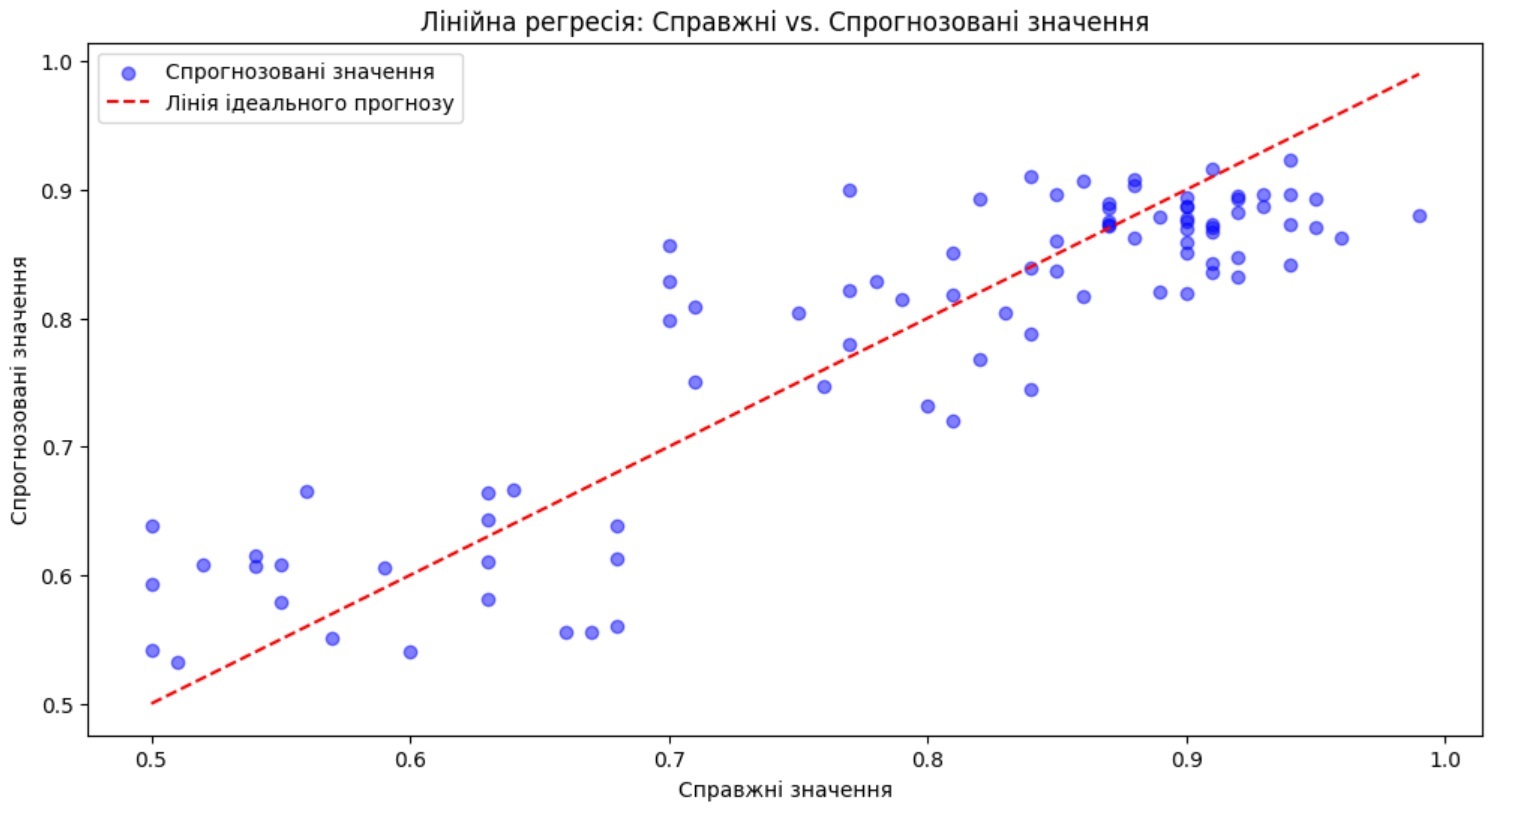 Лінійна регресія: Справжні vs. Спрогнозовані значення
Спрогнозовані значення
Лінія ідеального прогнозу
Спрогнозовані значення
1.0
0.9
0.8
0.7
0.6
0.5
0.5 0.6 0.7 0.8 0.9 1.0
Справжні значення